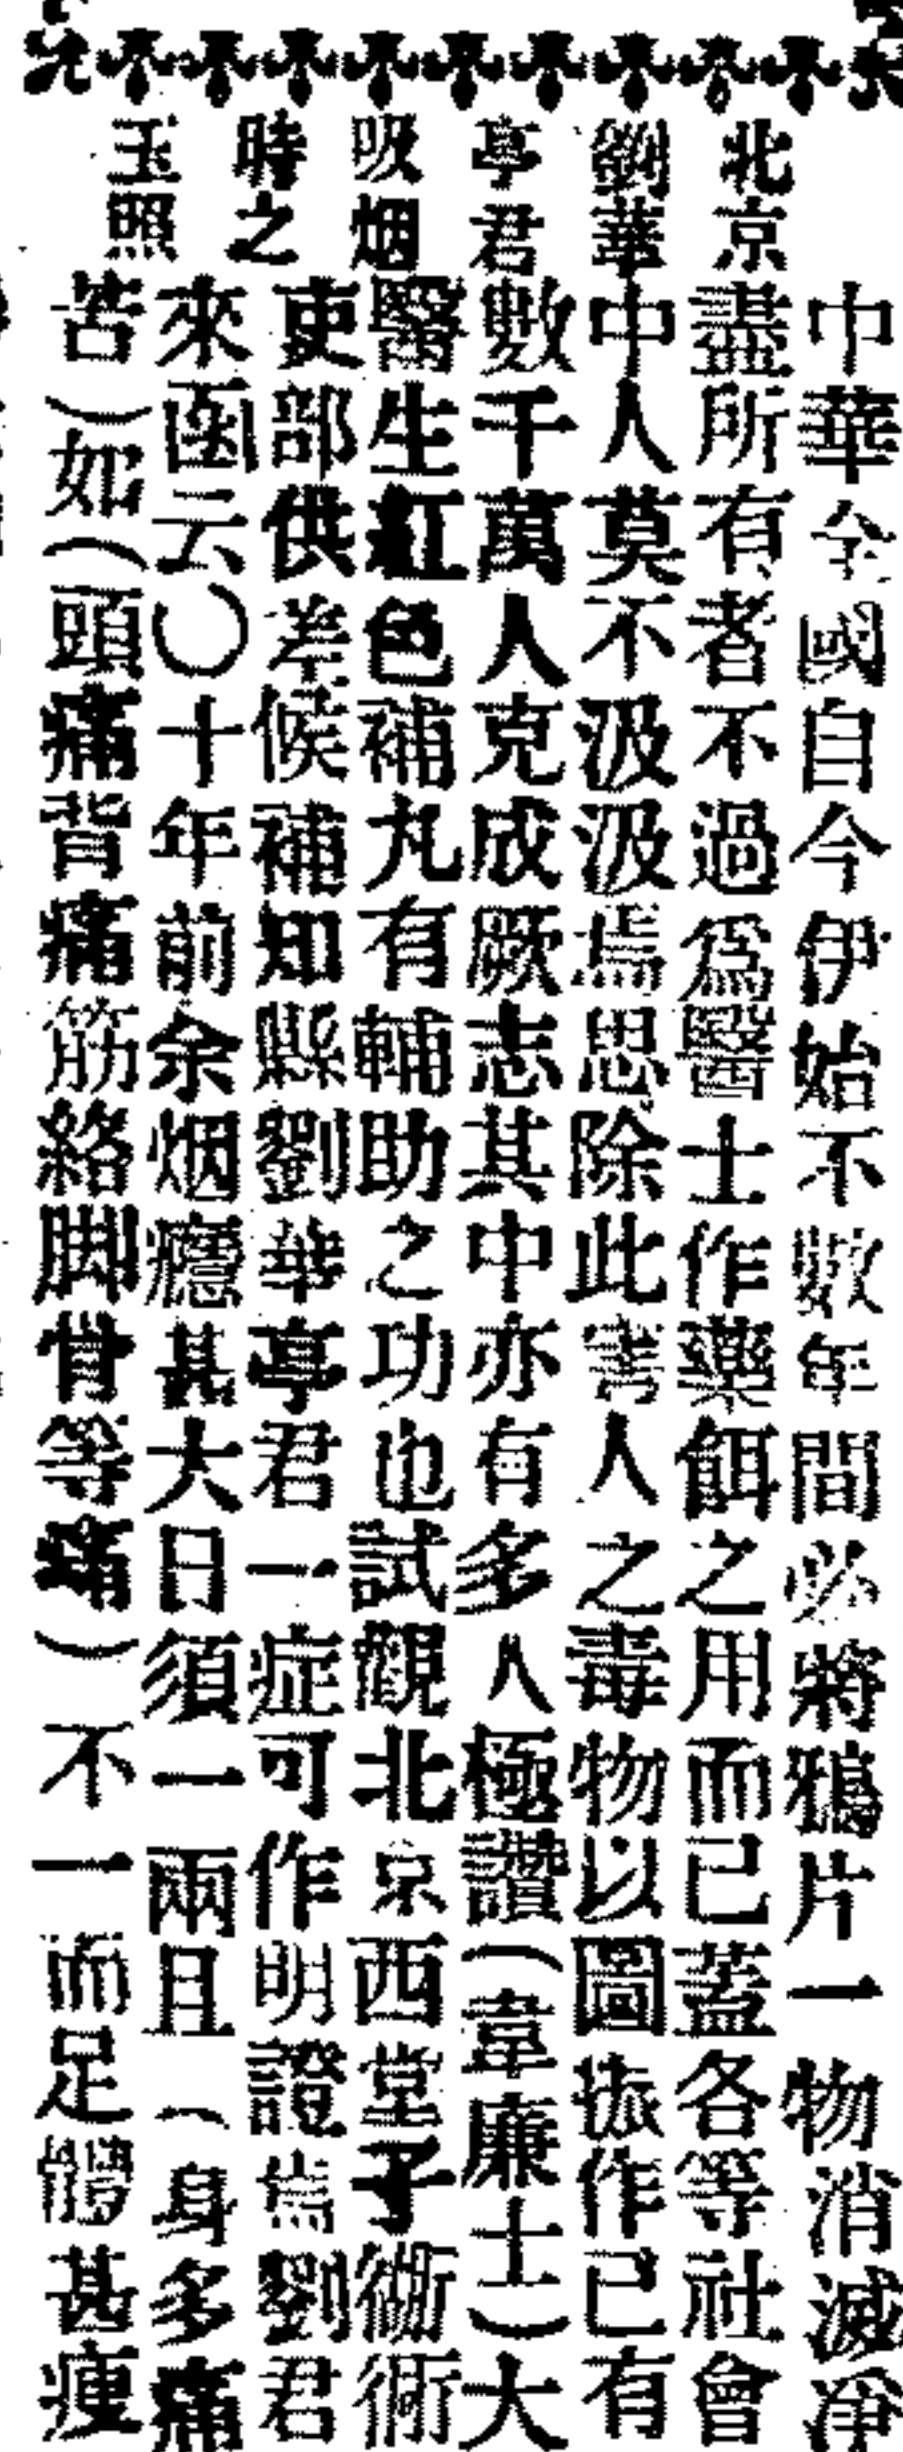 北京
劉華
亭君
吸烟
時之
玉照
中華全國自今伊始不數年間必將鴉片一物消滅淨
盡所有者不過爲醫士作藥餌之用而已蓋各等社會
中人莫不汲汲焉思除此害人之毒物以圖振作已有
數千萬人克成厥志其中亦有多人極讚(韋廉士)大
醫生紅色補丸有輔助之功也試觀北京西堂子衚衕
吏部供差候補知縣劉華亭君一症可作明證焉劉君
來函云〇十年前余烟癮甚大日須一兩且(身多痛
苦)如(頭痛背痛筋絡脚骨等痛)不一而足體甚瘦